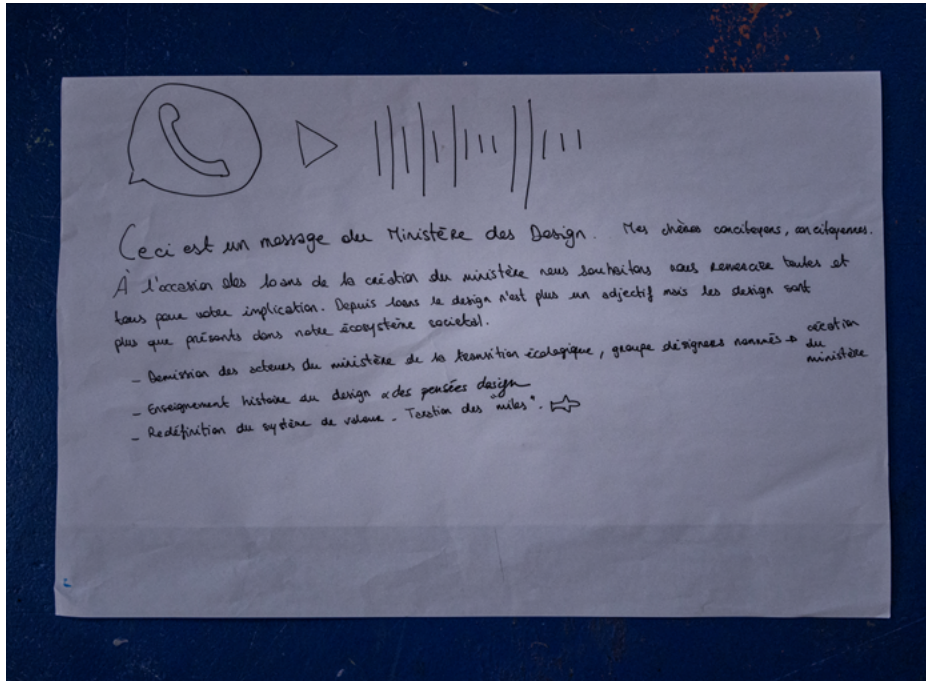 Ceci est un message du Ministère des Design. Mes chères concitoyens, concitoyennes.
À l'occasion des 10ans de la création du ministère nous souhaitons vous remercier toutes et
tous pour votre implication. Depuis 10ans le design n'est plus un adjectif mais les design sont
plus que présents dans notre écosystème societal.
- Demission des acteurs du ministère de la transition écologique, groupe désigners nommés → création
du
ministère
- Enseignement histoire du design & des pensées design
- Redéfinition du système de valeur - des "miles".